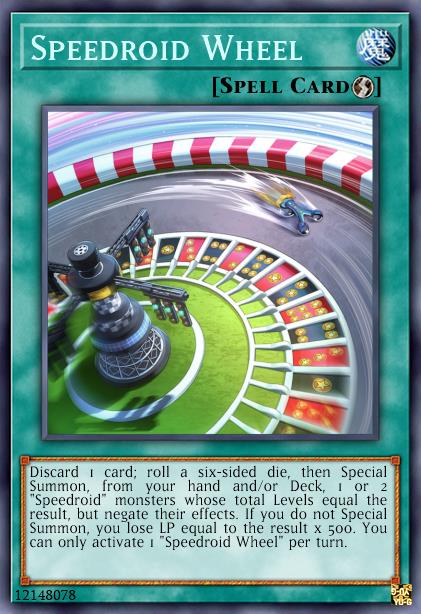 Speedroid Wheel
魔
[Spell Card]
Discard 1 card; roll a six-sided die, then Special
Summon, from your hand and/or Deck, 1 or 2
"Speedroid" monsters whose total Levels equal the
result, but negate their effects. If you do not Special
Summon, you lose LP equal to the result x 500. You
can only activate 1 "Speedroid Wheel" per turn.
12148078